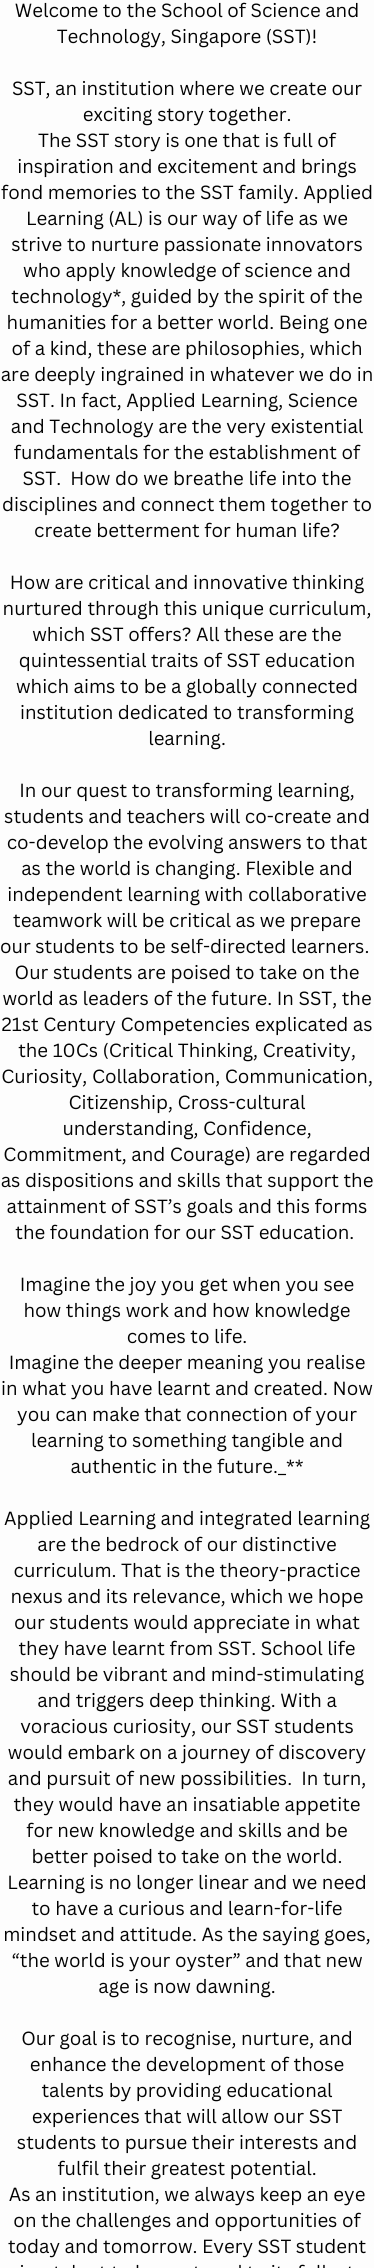 Welcome to the School of Science and
Technology, Singapore (SST)!
SST, an institution where we create our
exciting story together.
The SST story is one that is full of
inspiration and excitement and brings
fond memories to the SST family. Applied
Learning (AL) is our way of life as we
strive to nurture passionate innovators
who apply knowledge of science and
technology*, guided by the spirit of the
humanities for a better world. Being one
of a kind, these are philosophies, which
are deeply ingrained in whatever we do in
SST. In fact, Applied Learning, Science
and Technology are the very existential
fundamentals for the establishment of
SST.  How do we breathe life into the
disciplines and connect them together to
create betterment for human life?
How are critical and innovative thinking
nurtured through this unique curriculum,
which SST offers? All these are the
quintessential traits of SST education
which aims to be a globally connected
institution dedicated to transforming
learning.
In our quest to transforming learning,
students and teachers will co-create and
co-develop the evolving answers to that
as the world is changing. Flexible and
independent learning with collaborative
teamwork will be critical as we prepare
our students to be self-directed learners.
Our students are poised to take on the
world as leaders of the future. In SST, the
21st Century Competencies explicated as
the 10Cs (Critical Thinking, Creativity,
Curiosity, Collaboration, Communication,
Citizenship, Cross-cultural
understanding, Confidence,
Commitment, and Courage) are regarded
as dispositions and skills that support the
attainment of SST’s goals and this forms
the foundation for our SST education.
Imagine the joy you get when you see
how things work and how knowledge
comes to life.
Imagine the deeper meaning you realise
in what you have learnt and created. Now
you can make that connection of your
learning to something tangible and
authentic in the future._**
Applied Learning and integrated learning
are the bedrock of our distinctive
curriculum. That is the theory-practice
nexus and its relevance, which we hope
our students would appreciate in what
they have learnt from SST. School life
should be vibrant and mind-stimulating
and triggers deep thinking. With a
voracious curiosity, our SST students
would embark on a journey of discovery
and pursuit of new possibilities.  In turn,
they would have an insatiable appetite
for new knowledge and skills and be
better poised to take on the world.
Learning is no longer linear and we need
to have a curious and learn-for-life
mindset and attitude. As the saying goes,
“the world is your oyster” and that new
age is now dawning.
Our goal is to recognise, nurture, and
enhance the development of those
talents by providing educational
experiences that will allow our SST
students to pursue their interests and
fulfil their greatest potential.
As an institution, we always keep an eye
on the challenges and opportunities of
today and tomorrow. Every SST student